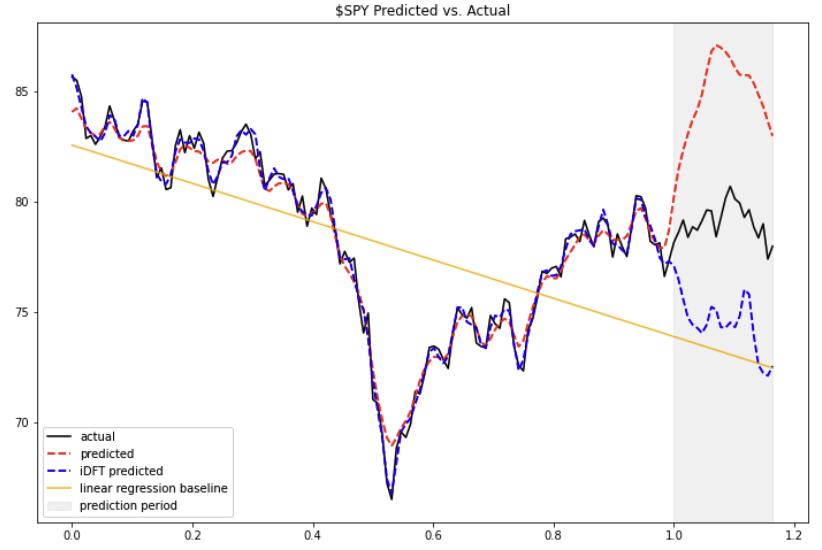 $SPY Predicted vs. Actual
85
80
75
70
actual
predicted
iDFT predicted
linear regression baseline
prediction period
0.0 0.2 0.4 0.6 0.8 1.0 1.2